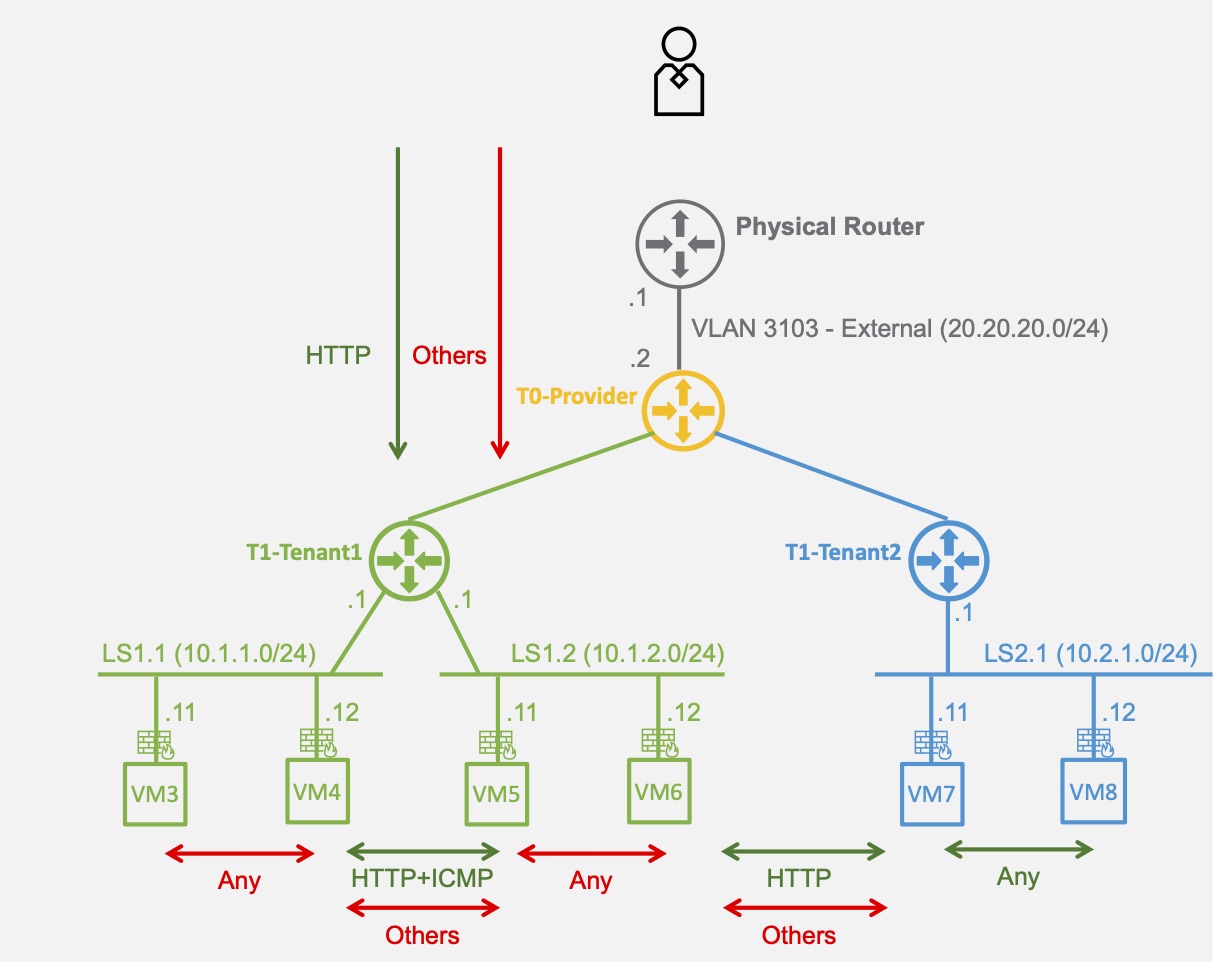 Physical Router
.1
VLAN 3103 - External (20.20.20.0/24)
HTTP
Others
.2
T0-Provider
T1-Tenant1
T1-Tenant2
.1
.1
.1
LS1.1 (10.1.1.0/24)
LS1.2 (10.1.2.0/24)
LS2.1 (10.2.1.0/24)
.11
.12
.11
.12
.11
.12
VM3
VM4
VM5
VM6
VM7
VM8
Any
HTTP+ICMP
Any
HTTP
Any
Others
Others